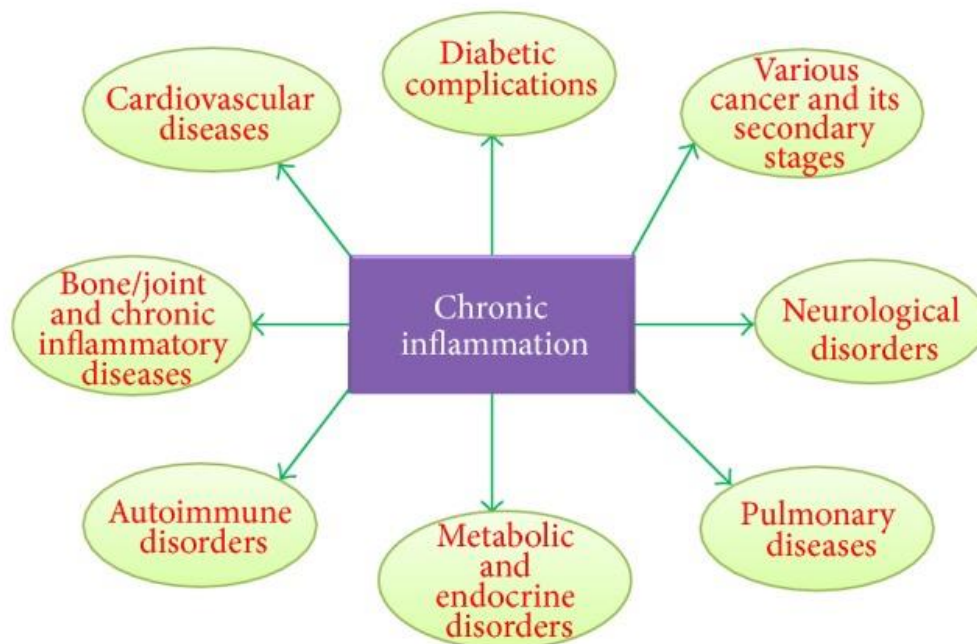 Diabetic
complications
Cardiovascular
diseases
Various
cancer and its
secondary
stages
Bone/joint
and chronic
inflammatory
diseases
Chronic
inflammation
Neurological
disorders
Autoimmune
disorders
Metabolic
and
endocrine
disorders
Pulmonary
diseases